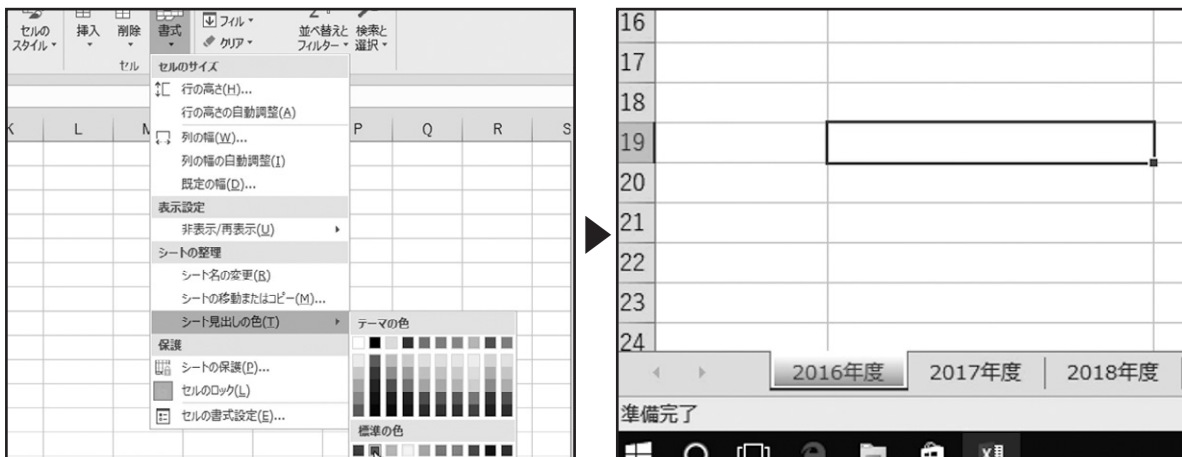 セルの
スタイル
挿入
削除
書式
フィル
クリア
並べ替えと
フィルター
検索と
選択
セル
セルのサイズ
行の高さ(H)...
行の高さの自動調整(A)
列の幅(W)...
列の幅の自動調整(I)
既定の幅(D)...
表示設定
非表示/再表示(U)
シートの整理
シート名の変更(R)
シートの移動またはコピー(M)...
シート見出しの色(T)
保護
シートの保護(P)...
セルのロック(L)
セルの書式設定(E)...
テーマの色
標準の色
K L M P Q R S
16
17
18
19
20
21
22
23
24
2016年度 2017年度 2018年度
準備完了